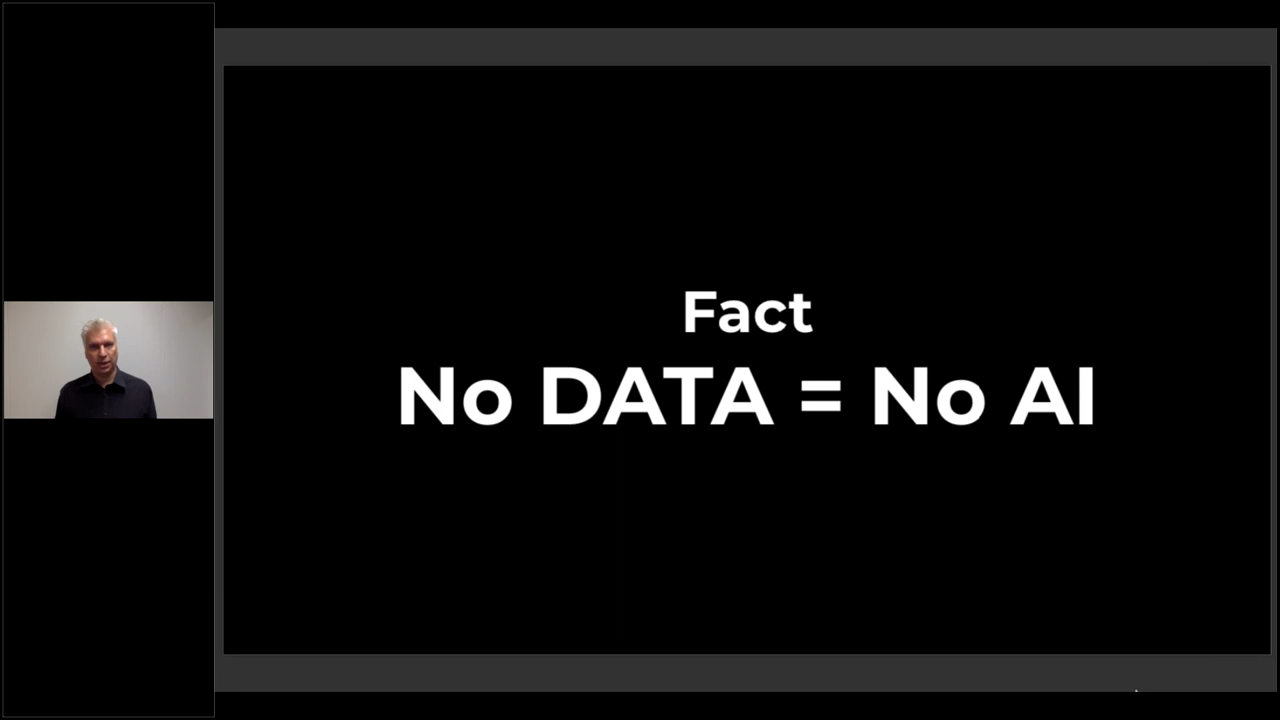 Fact
No DATA = No AI